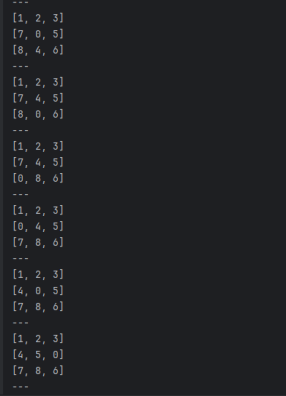 ---
[1, 2, 3]
[7, 0, 5]
[8, 4, 6]
---
[1, 2, 3]
[7, 4, 5]
[8, 0, 6]
---
[1, 2, 3]
[7, 4, 5]
[0, 8, 6]
---
[1, 2, 3]
[0, 4, 5]
[7, 8, 6]
---
[1, 2, 3]
[4, 0, 5]
[7, 8, 6]
---
[1, 2, 3]
[4, 5, 0]
[7, 8, 6]
---